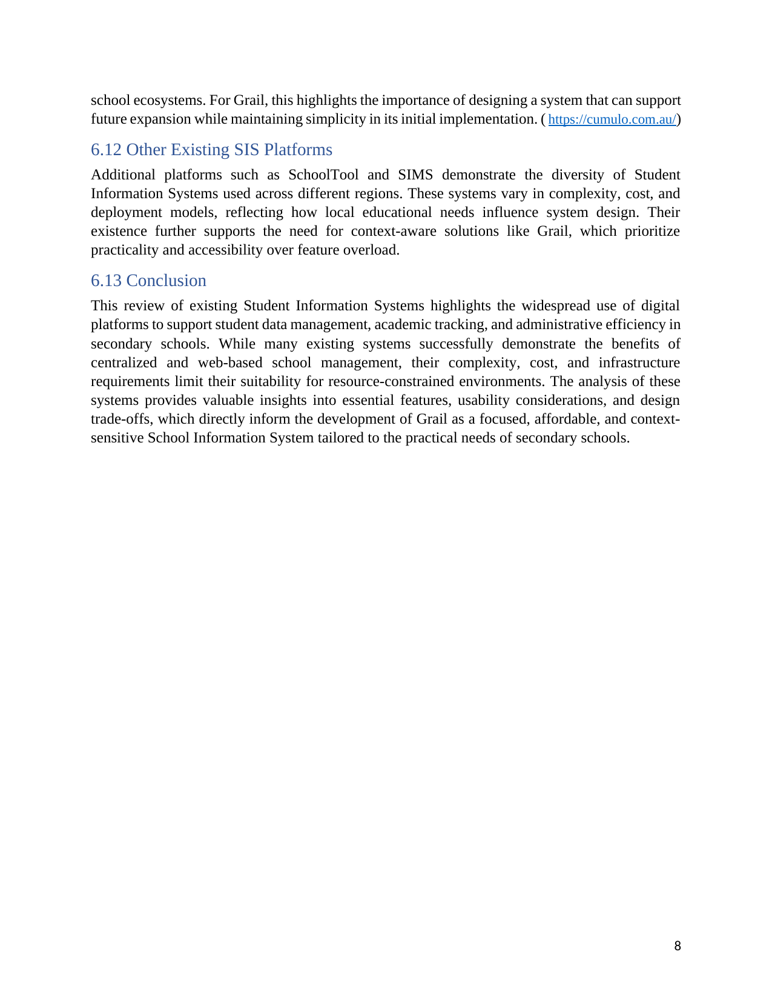 school ecosystems. For Grail, this highlights the importance of designing a system that can support
future expansion while maintaining simplicity in its initial implementation. ( https://cumulo.com.au/)
6.12 Other Existing SIS Platforms
Additional platforms such as SchoolTool and SIMS demonstrate the diversity of Student
Information Systems used across different regions. These systems vary in complexity, cost, and
deployment models, reflecting how local educational needs influence system design. Their
existence further supports the need for context-aware solutions like Grail, which prioritize
practicality and accessibility over feature overload.
6.13 Conclusion
This review of existing Student Information Systems highlights the widespread use of digital
platforms to support student data management, academic tracking, and administrative efficiency in
secondary schools. While many existing systems successfully demonstrate the benefits of
centralized and web-based school management, their complexity, cost, and infrastructure
requirements limit their suitability for resource-constrained environments. The analysis of these
systems provides valuable insights into essential features, usability considerations, and design
trade-offs, which directly inform the development of Grail as a focused, affordable, and context-
sensitive School Information System tailored to the practical needs of secondary schools.
8